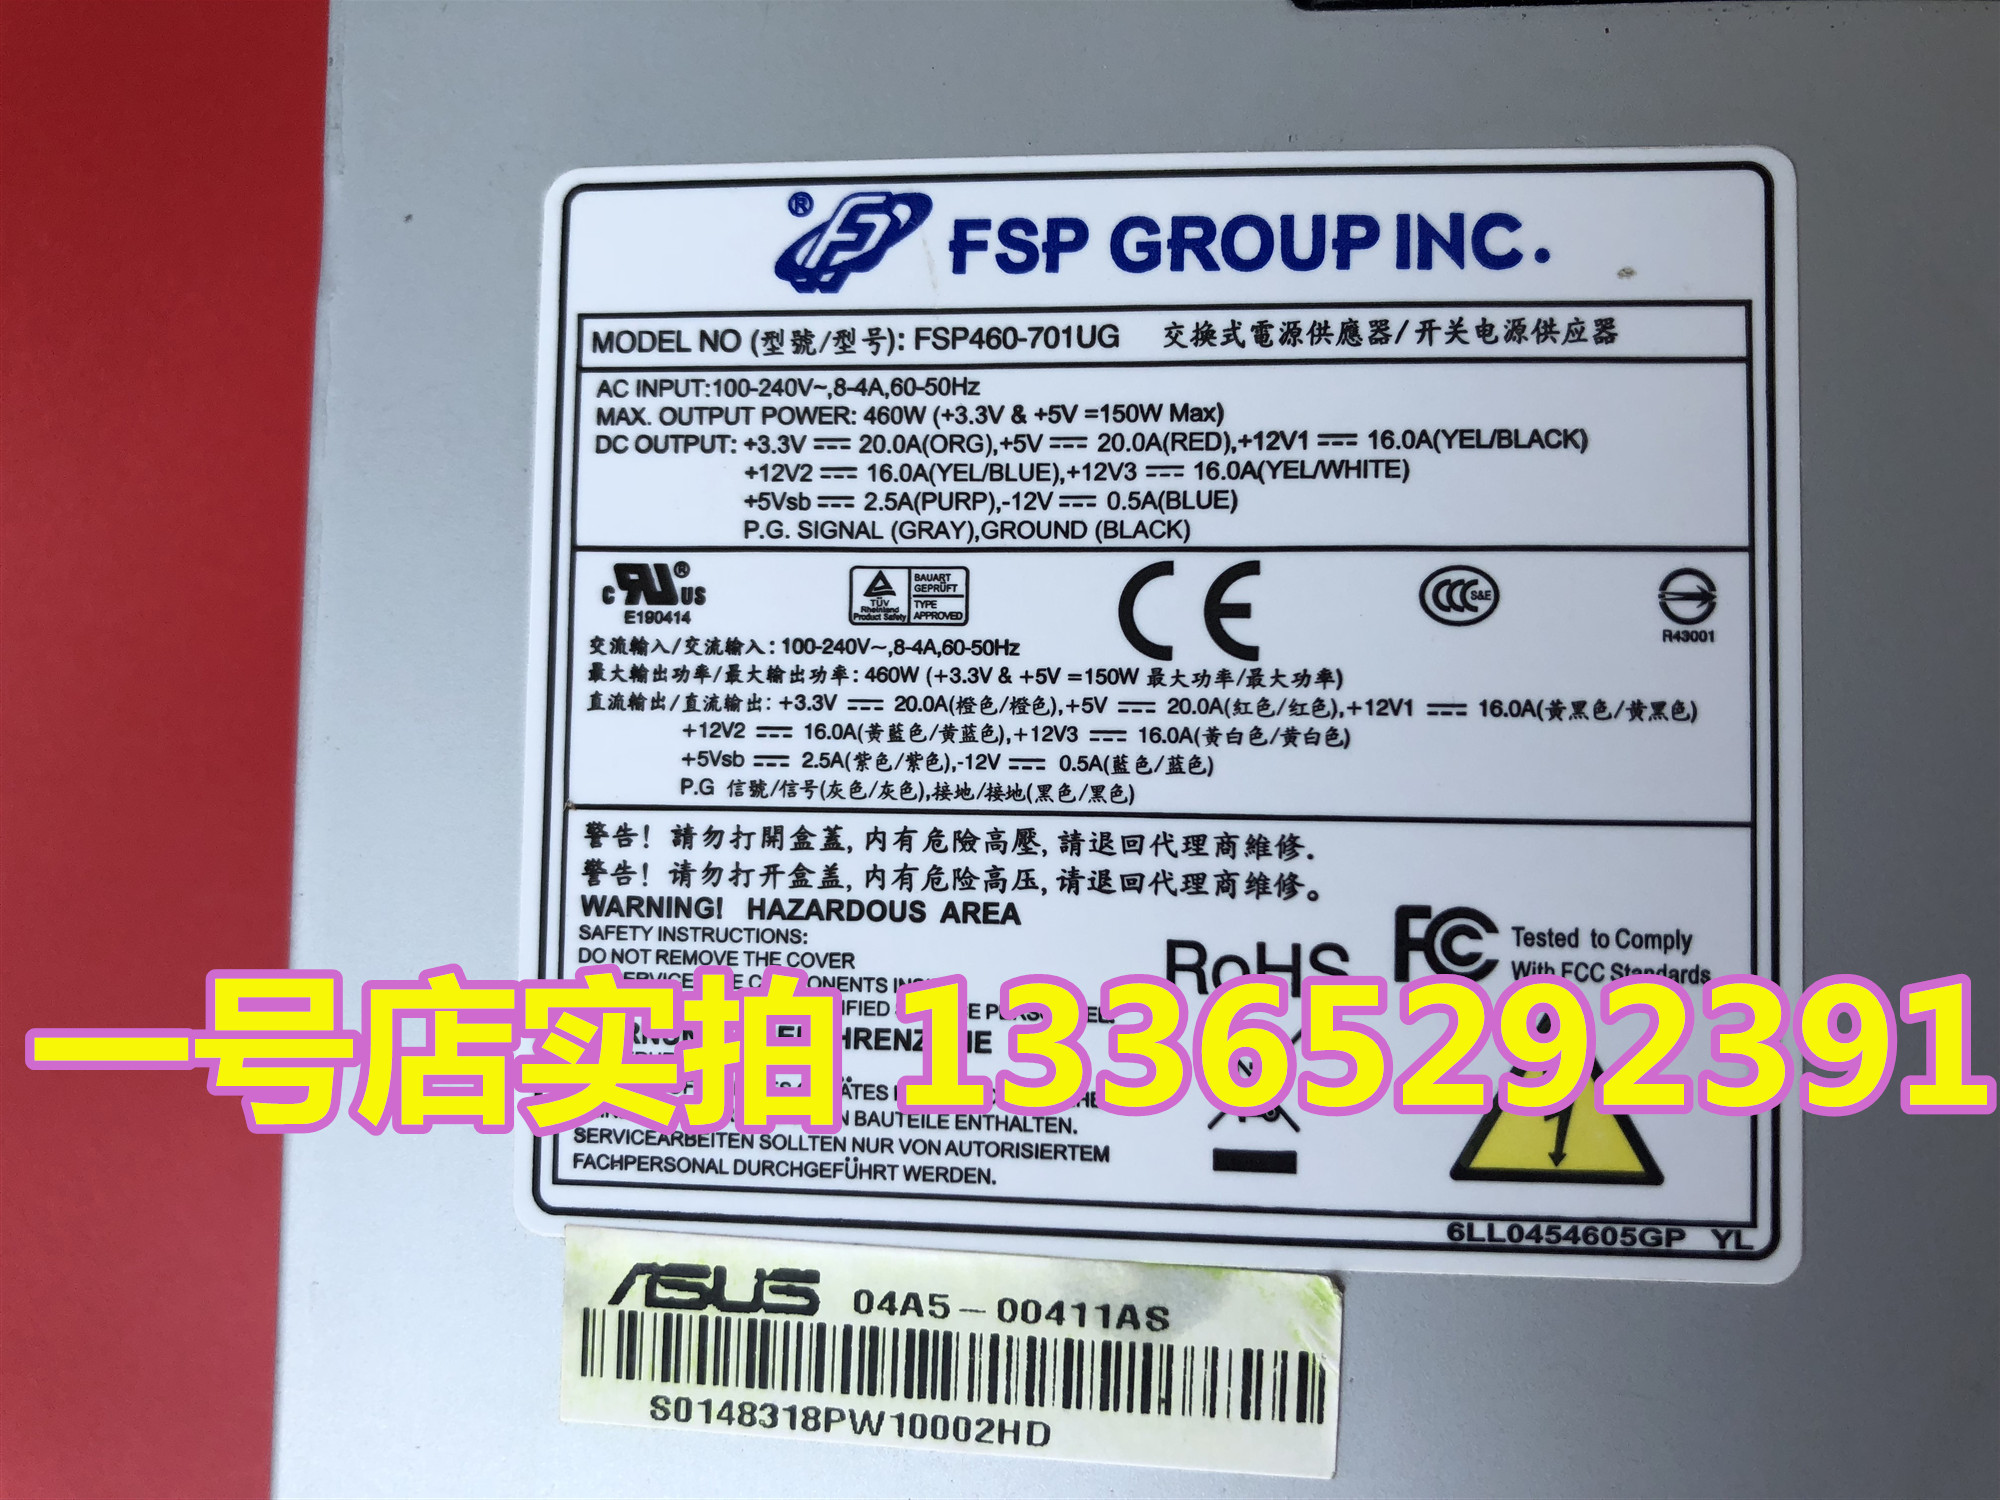 ® FSP GROUP INC.
MODEL NO (型號/型号): FSP460-701UG 交換式電源供應器/开关电源供应器
AC INPUT:100-240V~,8-4A,60-50Hz
MAX. OUTPUT POWER: 460W (+3.3V & +5V =150W Max)
DC OUTPUT: +3.3V ⎓ 20.0A(ORG),+5V ⎓ 20.0A(RED),+12V1 ⎓ 16.0A(YEL/BLACK)
+12V2 ⎓ 16.0A(YEL/BLUE),+12V3 ⎓ 16.0A(YEL/WHITE)
+5Vsb ⎓ 2.5A(PURP),-12V ⎓ 0.5A(BLUE)
P.G. SIGNAL (GRAY),GROUND (BLACK)
c RU ® US
E190414
TÜV Rheinland Product Safety
BAUART GEPRÜFT
TYPE APPROVED
CE
CCC S&E
R43001
交流輸入/交流输入: 100-240V~,8-4A,60-50Hz
最大輸出功率/最大输出功率: 460W (+3.3V & +5V =150W 最大功率/最大功率)
直流輸出/直流输出: +3.3V ⎓ 20.0A(橙色/橙色),+5V ⎓ 20.0A(紅色/红色),+12V1 ⎓ 16.0A(黃黑色/黄黑色)
+12V2 ⎓ 16.0A(黃藍色/黄蓝色),+12V3 ⎓ 16.0A(黃白色/黄白色)
+5Vsb ⎓ 2.5A(紫色/紫色),-12V ⎓ 0.5A(藍色/蓝色)
P.G 信號/信号(灰色/灰色),接地/接地(黑色/黑色)
警告! 請勿打開盒蓋, 內有危險高壓, 請退回代理商維修.
警告! 请勿打开盒盖, 内有危险高压, 请退回代理商维修。
WARNING! HAZARDOUS AREA
SAFETY INSTRUCTIONS:
DO NOT REMOVE THE COVER
RoHS
FCC Tested to Comply
With FCC Standards
一号店实拍 13365292391
BAUTEILE ENTHALTEN.
SERVICEARBEITEN SOLLTEN NUR VON AUTORISIERTEM
FACHPERSONAL DURCHGEFÜHRT WERDEN.
6LL0454605GP YL
ASUS 04A5-00411AS
S0148318PW10002HD